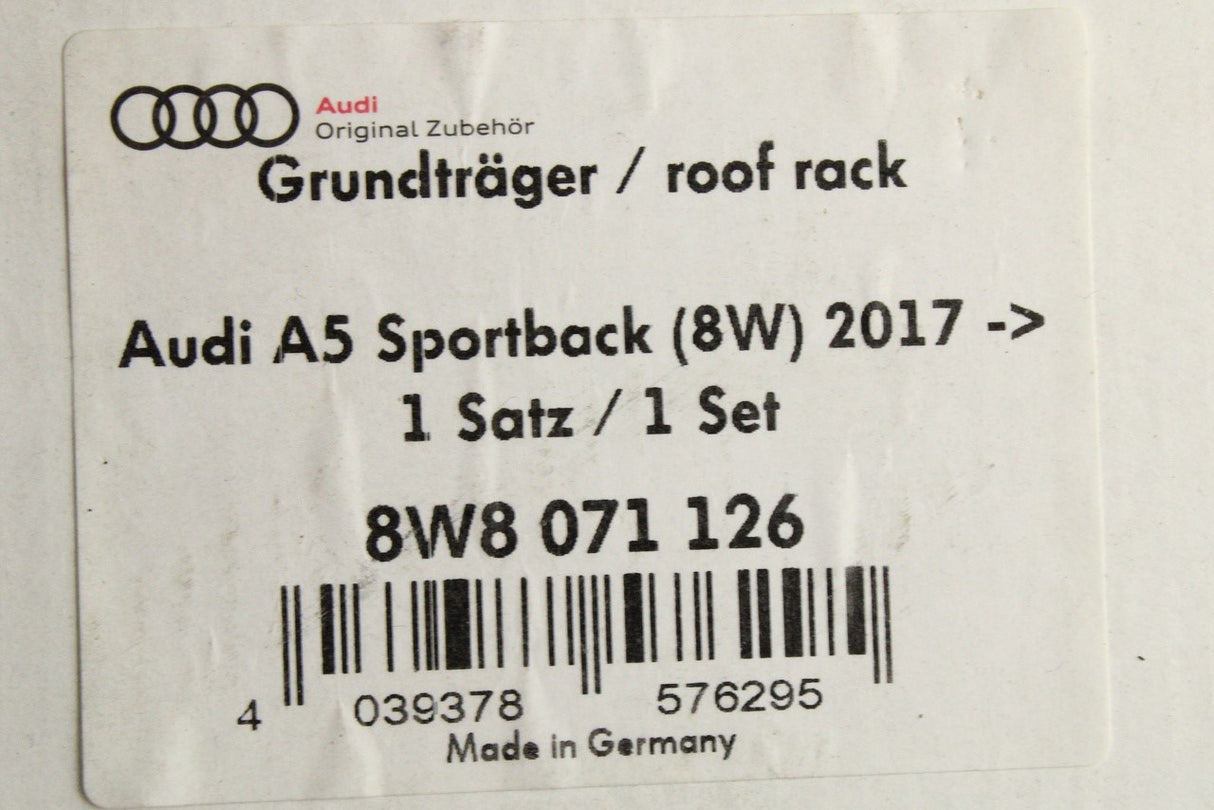 Audi
Original Zubehör
Grundträger / roof rack
Audi A5 Sportback (8W) 2017 ->
1 Satz / 1 Set
8W8 071 126
4 039378 576295
Made in Germany